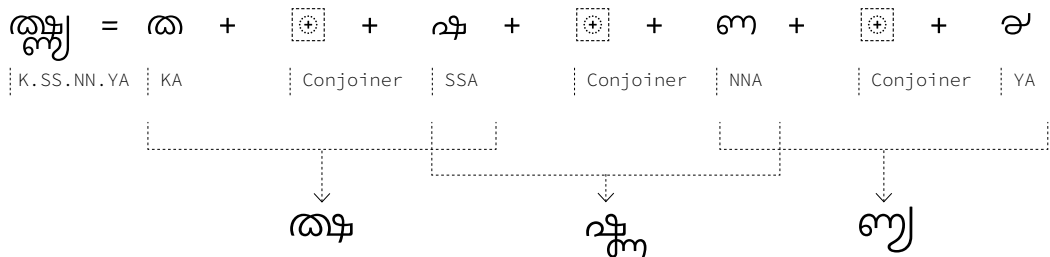 𑎒𑏐𑎰𑏐𑎠𑏐𑎫 = 𑎒 + 𑏐 + 𑎰 + 𑏐 + 𑎠 + 𑏐 + 𑎫
K.SS.NN.YA KA Conjoiner SSA Conjoiner NNA Conjoiner YA
𑎒𑏐𑎰 𑎰𑏐𑎠 𑎠𑏐𑎫